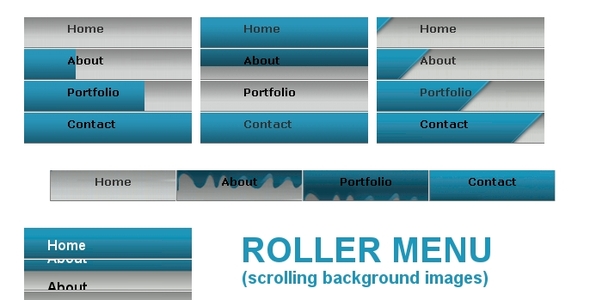 Home Home Home
About About About
Portfolio Portfolio Portfolio
Contact Contact Contact
Home About Portfolio Contact
Home
About
About
ROLLER MENU
(scrolling background images)